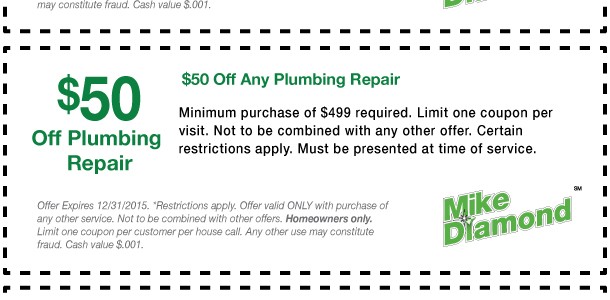 may constitute fraud. Cash value $.001.
$50
Off Plumbing
Repair
$50 Off Any Plumbing Repair
Minimum purchase of $499 required. Limit one coupon per
visit. Not to be combined with any other offer. Certain
restrictions apply. Must be presented at time of service.
Offer Expires 12/31/2015. *Restrictions apply. Offer valid ONLY with purchase of
any other service. Not to be combined with other offers. Homeowners only.
Limit one coupon per customer per house call. Any other use may constitute
fraud. Cash value $.001.
Mike
Diamond
SM